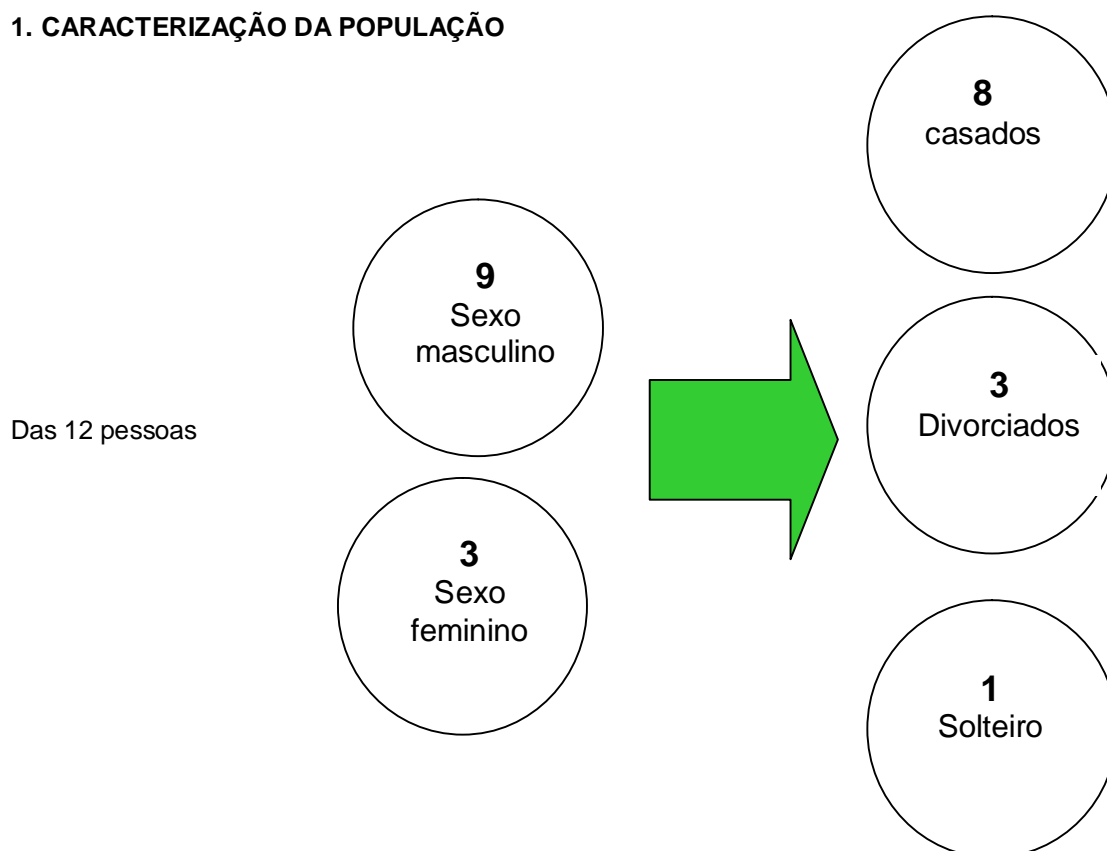 1. CARACTERIZAÇÃO DA POPULAÇÃO
Das 12 pessoas
9
Sexo
masculino
3
Sexo
feminino
8
casados
3
Divorciados
1
Solteiro